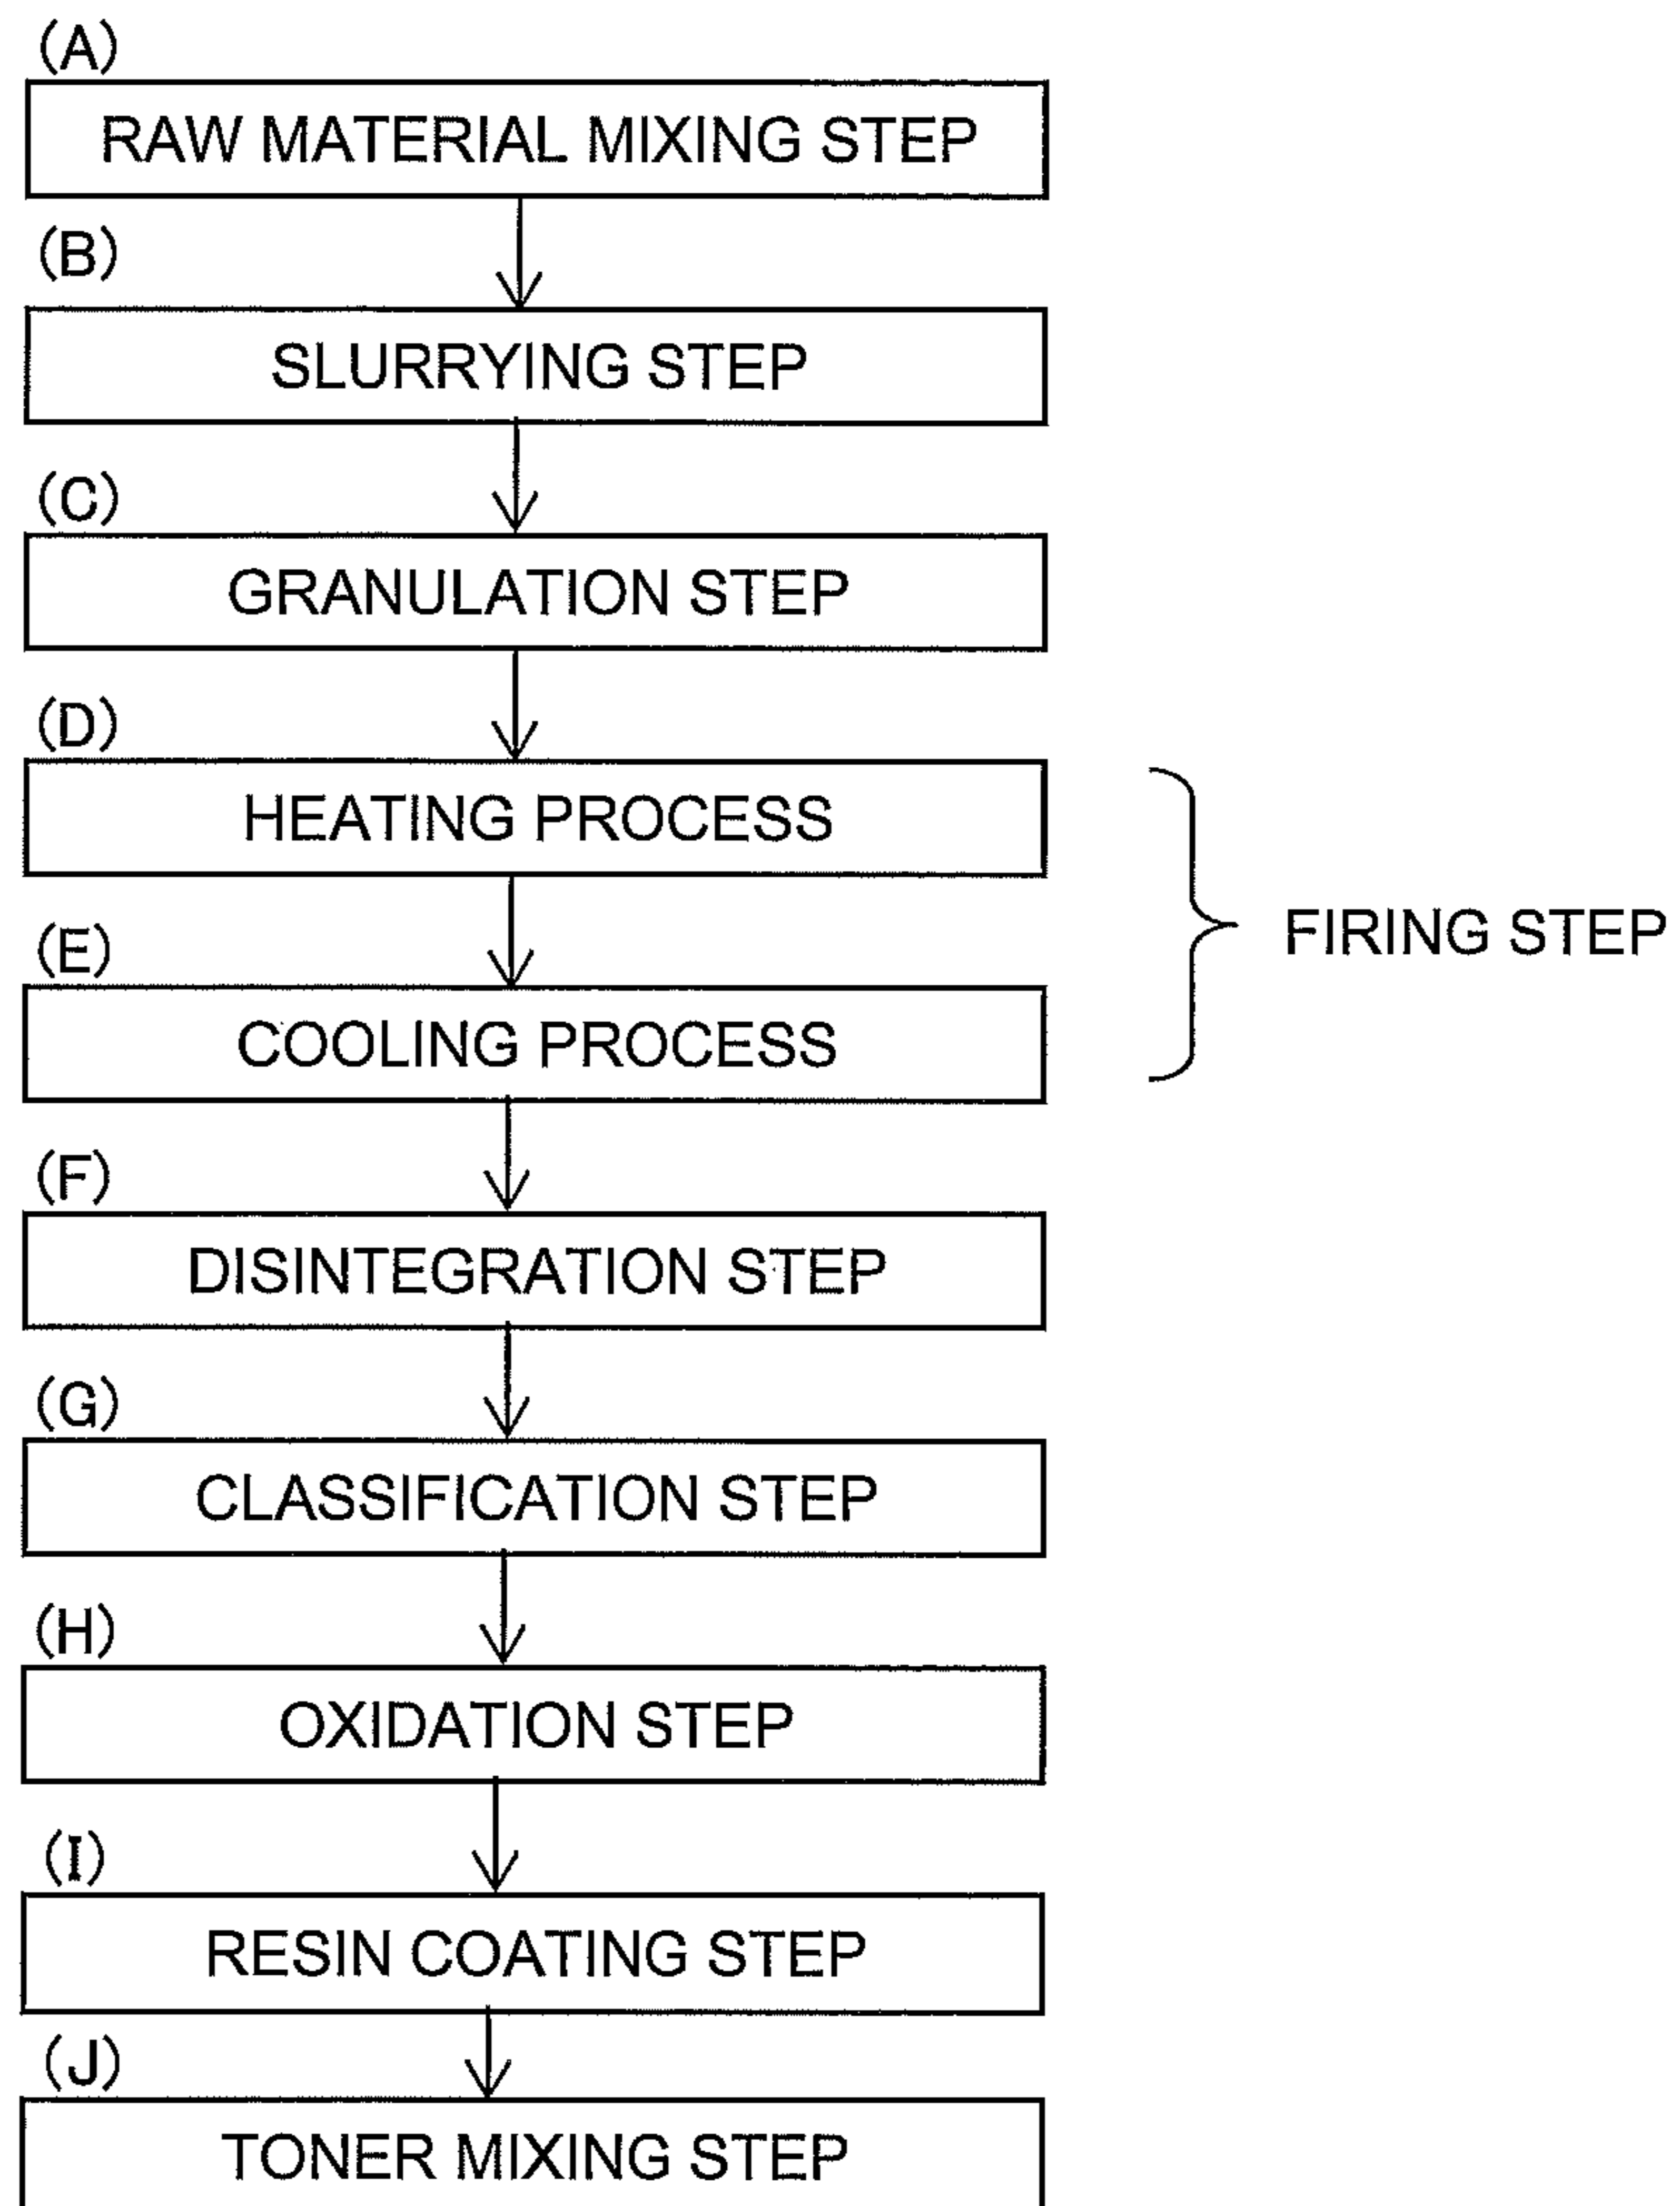 (A)
RAW MATERIAL MIXING STEP
(B)
SLURRYING STEP
(C)
GRANULATION STEP
(D)
HEATING PROCESS
FIRING STEP
(E)
COOLING PROCESS
(F)
DISINTEGRATION STEP
(G)
CLASSIFICATION STEP
(H)
OXIDATION STEP
(I)
RESIN COATING STEP
(J)
TONER MIXING STEP